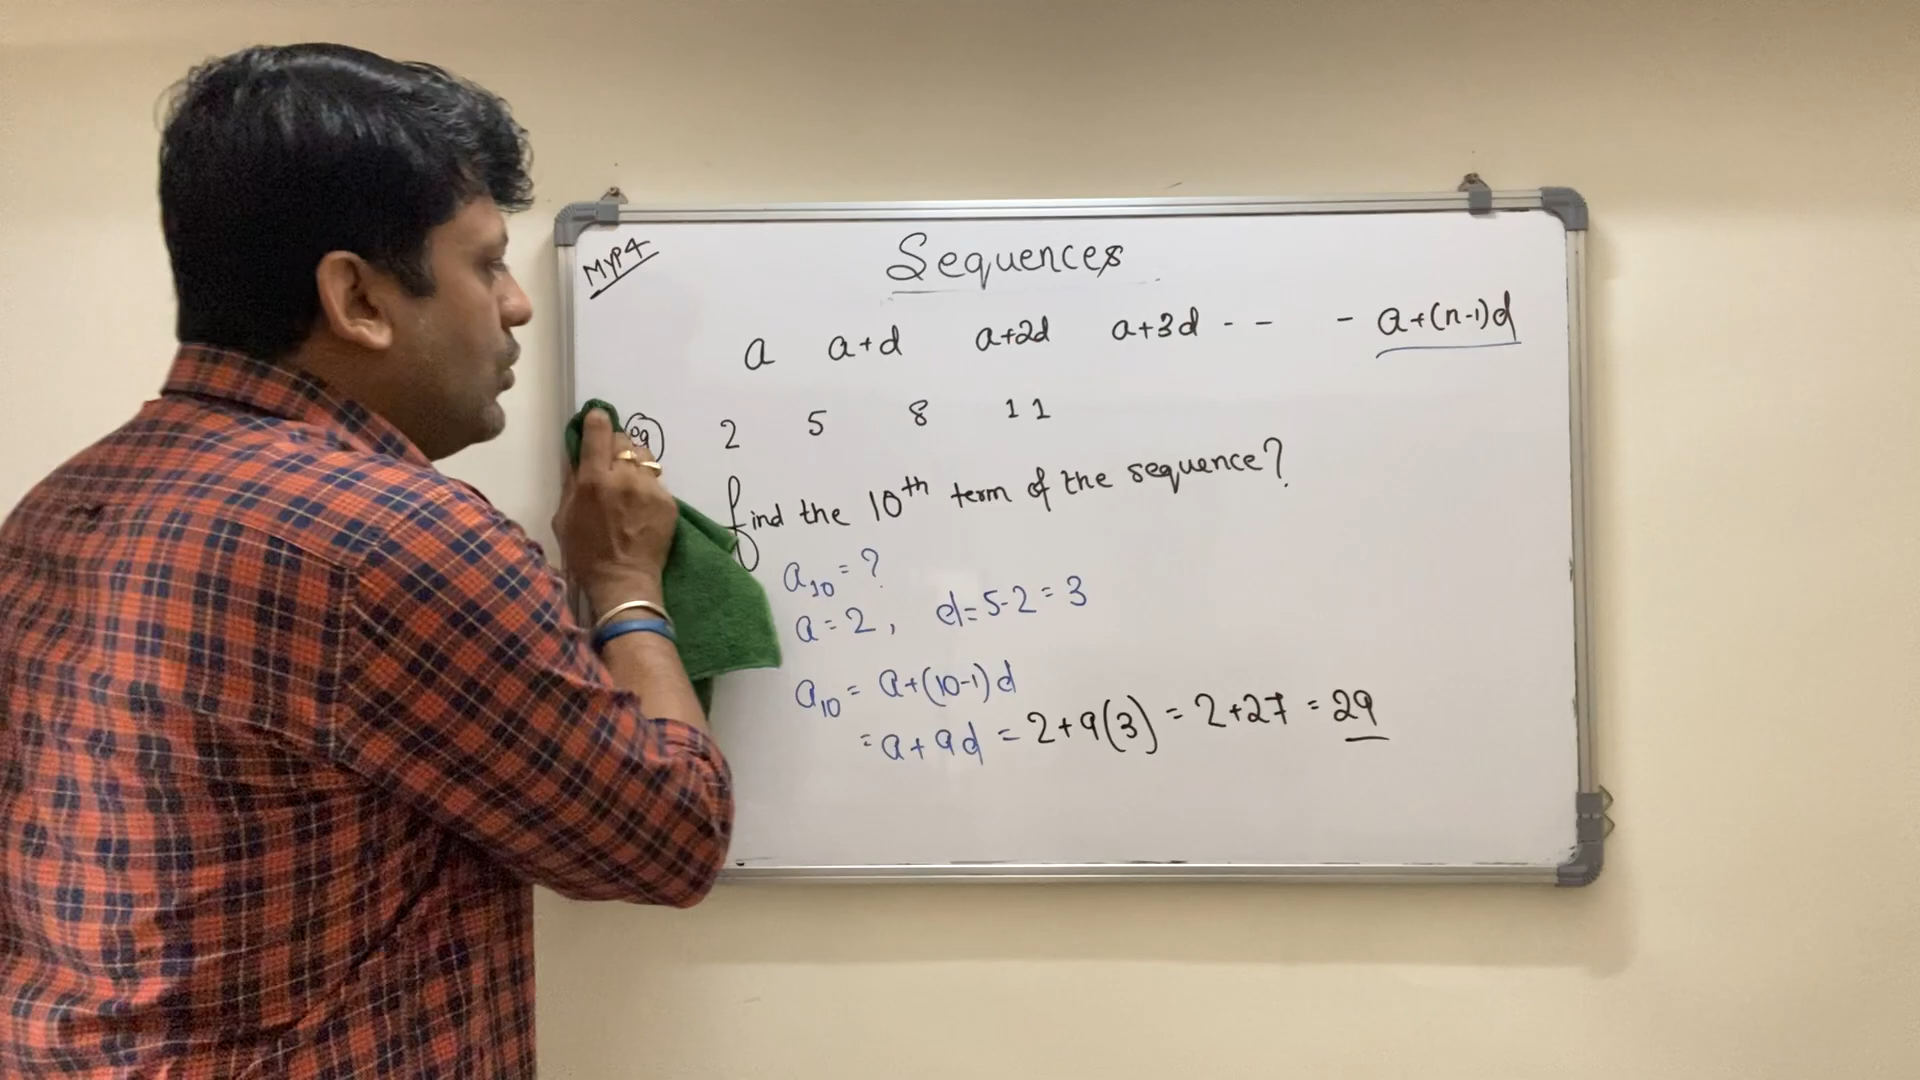 MYP4
Sequences
a a+d a+2d a+3d - - - a+(n-1)d
eg 2 5 8 11
find the 10th term of the sequence?
a10 = ?
a = 2, d = 5-2 = 3
a10 = a+(10-1)d
= a+9d = 2+9(3) = 2+27 = 29